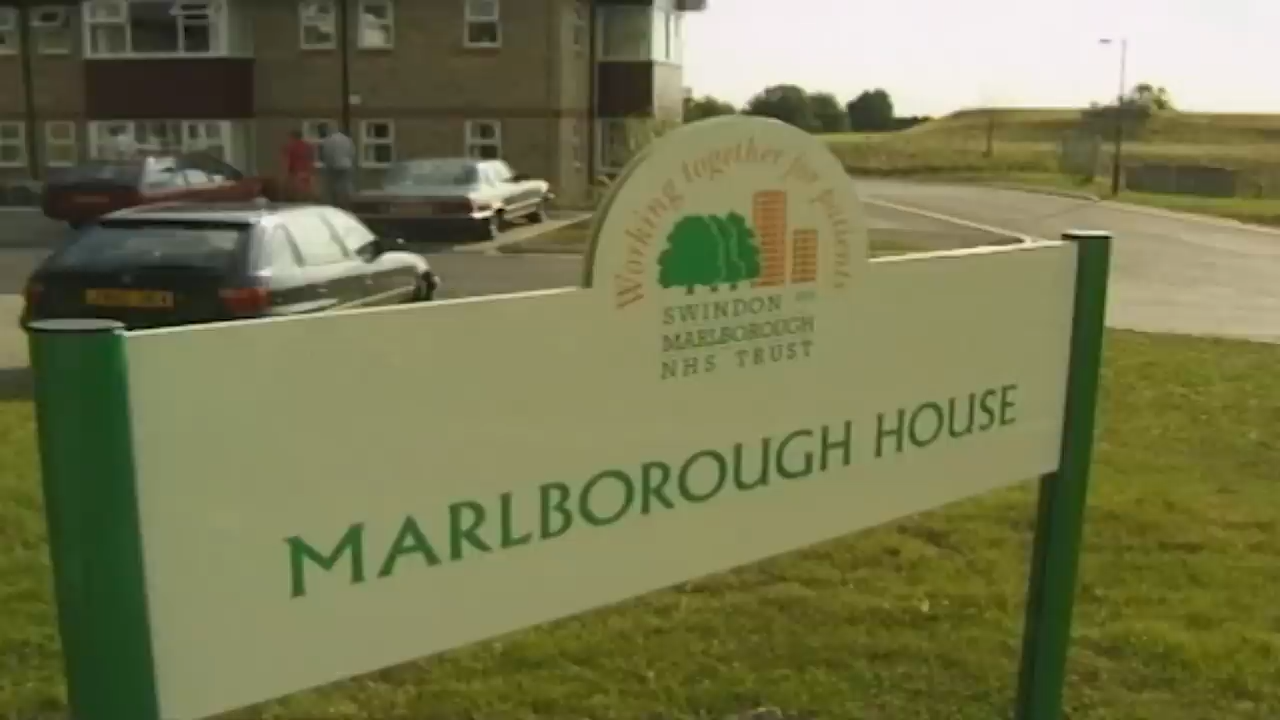 Working together for patients
SWINDON
MARLBOROUGH
NHS TRUST
MARLBOROUGH HOUSE